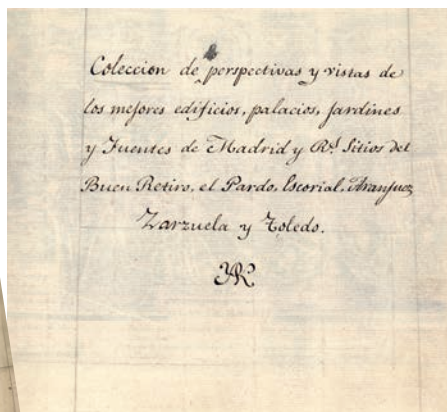 Coleccion de perspectivas y vistas de
los mejores edificios, palacios, jardines
y Fuentes de Madrid y R.s Sitios del
Buen Retiro, el Pardo, Escorial, Aranjuez
Zarzuela y Toledo.